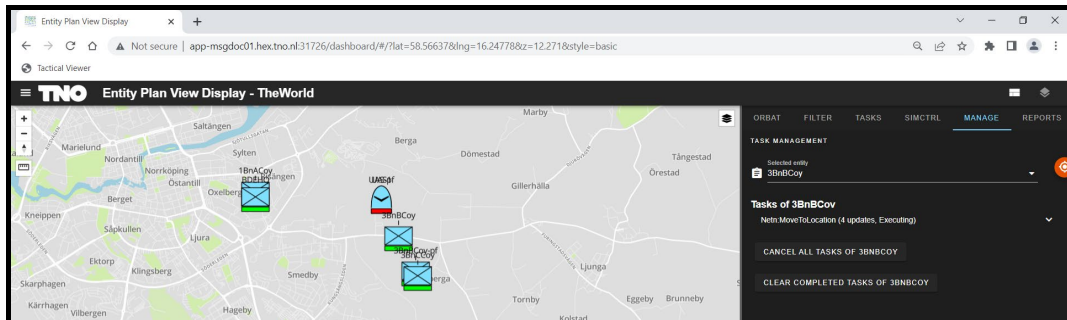 Entity Plan View Display
Not secure | app-msgdoc01.hex.tno.nl:31726/dashboard/#/?lat=58.56637&lng=16.24778&z=12.271&style=basic
Tactical Viewer
TNO Entity Plan View Display - TheWorld
ORBAT FILTER TASKS SIMCTRL MANAGE REPORTS
TASK MANAGEMENT
Selected entity
3BnBCoy
Tasks of 3BnBCoy
Netn:MoveToLocation (4 updates, Executing)
CANCEL ALL TASKS OF 3BNBCOY
CLEAR COMPLETED TASKS OF 3BNBCOY
Marby
Saltängen
Berga
Marielund
Sylten
Dömestad
Tångestad
Nordantill
Norrköping
1BnACoy
Örestad
Östantill
Gillerhälla
Berget
Kneippen
3BnBCoy
Såpkullen
Ljura
Ektorp
Klingsberg
Smedby
Ljunga
Skarphagen
Tornby
Eggeby
Brunneby
Kärrhagen
Vilbergen
Hageby
Kolstad